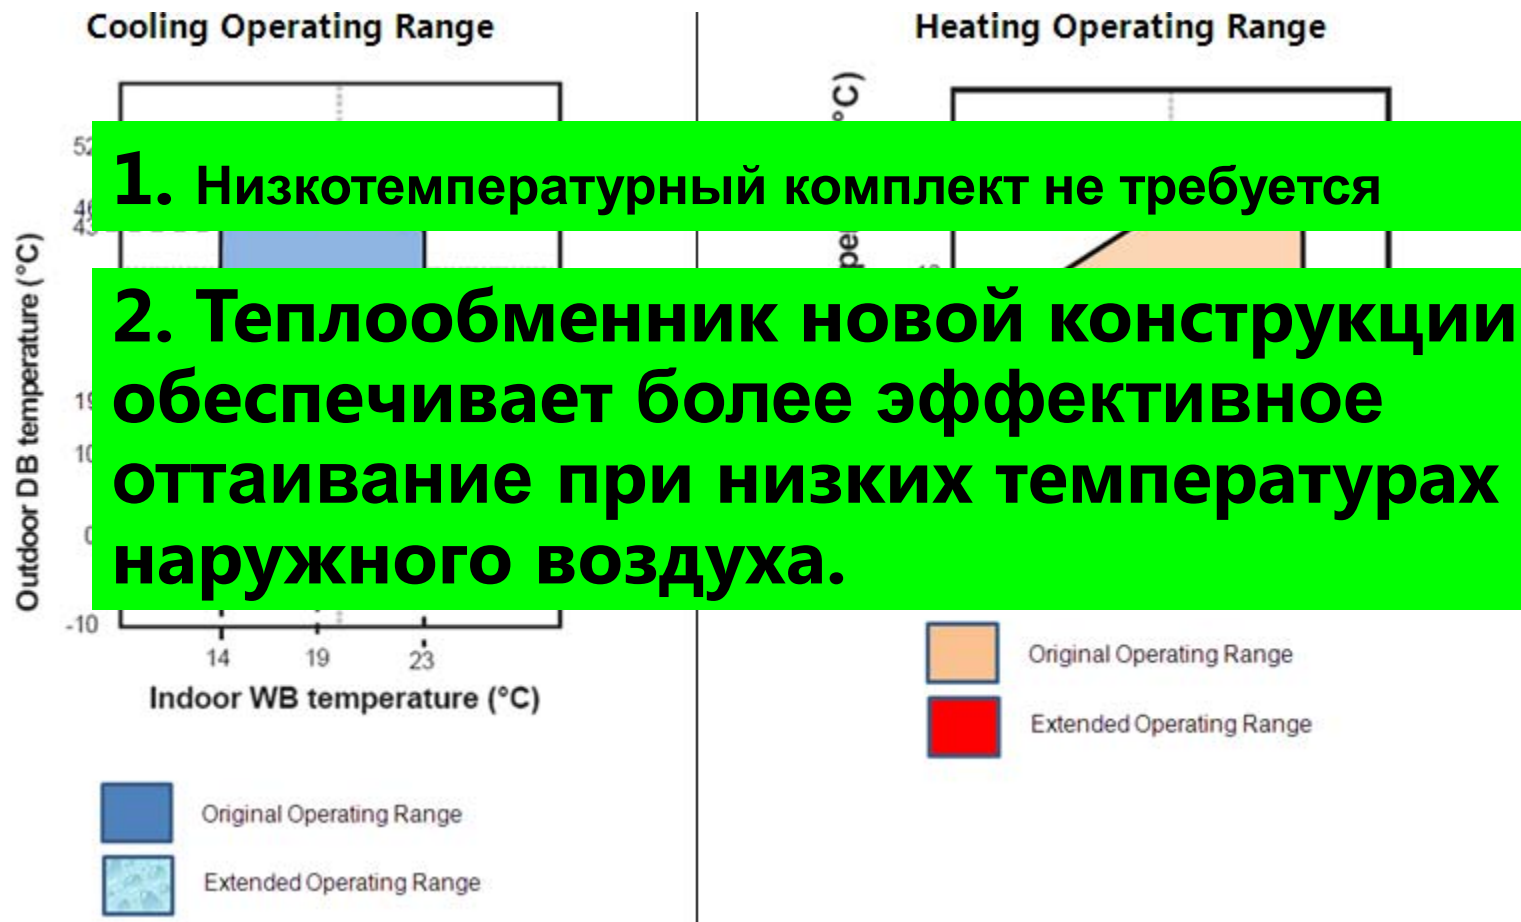 Cooling Operating Range
Heating Operating Range
1. Низкотемпературный комплект не требуется
2. Теплообменник новой конструкции
обеспечивает более эффективное
оттаивание при низких температурах
наружного воздуха.
Outdoor DB temperature (°C)
-10
14 19 23
Indoor WB temperature (°C)
Original Operating Range
Extended Operating Range
Original Operating Range
Extended Operating Range